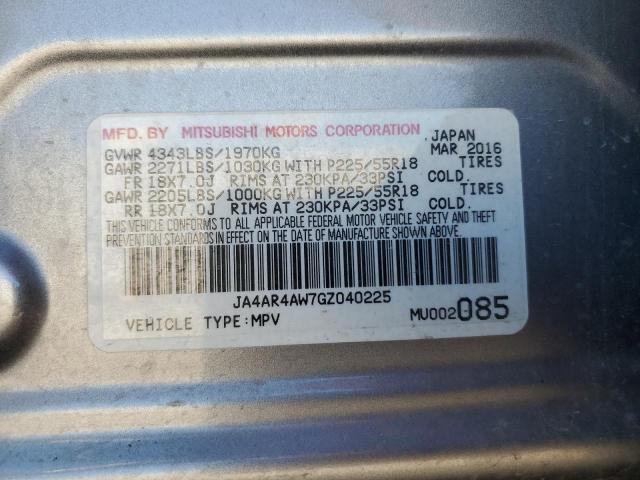 MFD. BY MITSUBISHI MOTORS CORPORATION JAPAN
GVWR 4343LBS/1970KG MAR 2016
GAWR 2271LBS/1030KG WITH P225/55R18 TIRES
FR 18X7.0J RIMS AT 230KPA/33PSI COLD.
GAWR 2205LBS/1000KG WITH P225/55R18 TIRES
RR 18X7.0J RIMS AT 230KPA/33PSI COLD.
THIS VEHICLE CONFORMS TO ALL APPLICABLE FEDERAL MOTOR VEHICLE SAFETY AND THEFT
PREVENTION STANDARDS IN EFFECT ON THE DATE OF MANUFACTURE SHOWN ABOVE.
JA4AR4AW7GZ040225
VEHICLE TYPE:MPV MU002085